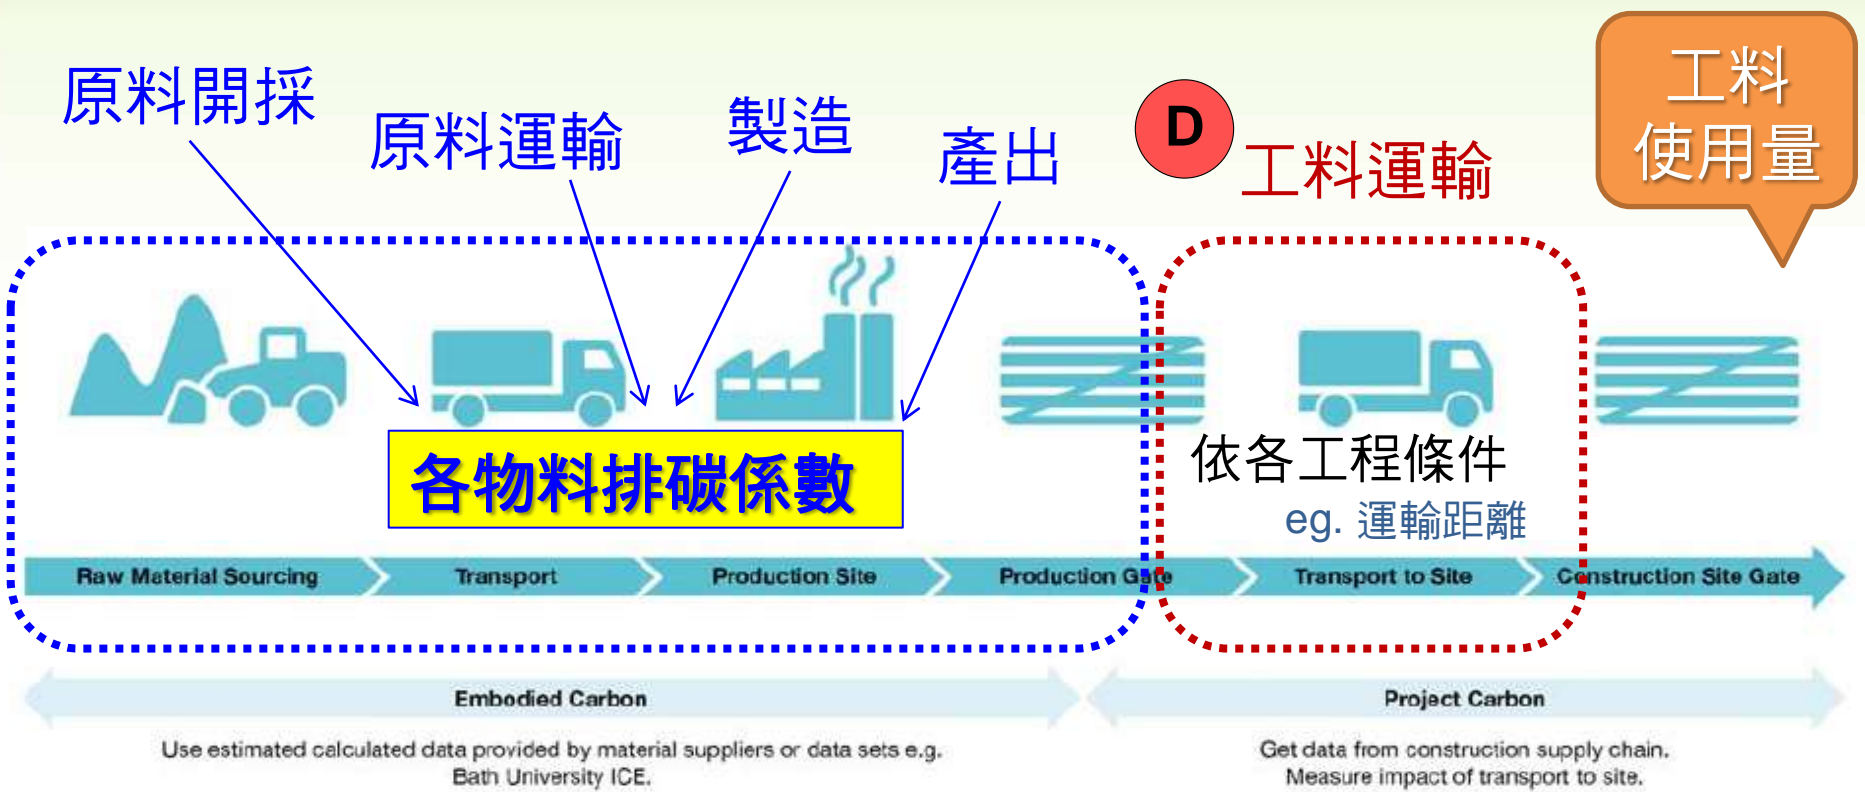 原料開採
原料運輸
製造
產出
D
工料運輸
工料
使用量
各物料排碳係數
依各工程條件
eg. 運輸距離
Raw Material Sourcing
Transport
Production Site
Production Gate
Transport to Site
Construction Site Gate
Embodied Carbon
Project Carbon
Use estimated calculated data provided by material suppliers or data sets e.g.
Bath University ICE.
Get data from construction supply chain.
Measure impact of transport to site.